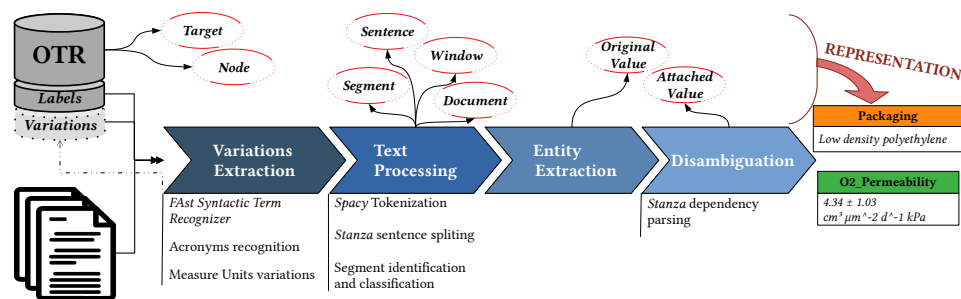 OTR
Labels
Variations
Target
Node
Sentence
Segment
Window
Document
Original
Value
Attached
Value
REPRESENTATION
Variations
Extraction
Text
Processing
Entity
Extraction
Disambiguation
FAst Syntactic Term
Recognizer
Acronyms recognition
Measure Units variations
Spacy Tokenization
Stanza sentence spliting
Segment identification
and classification
Stanza dependency
parsing
Packaging
Low density polyethylene
O2_Permeability
4.34 ± 1.03
cm³ µm^-2 d^-1 kPa